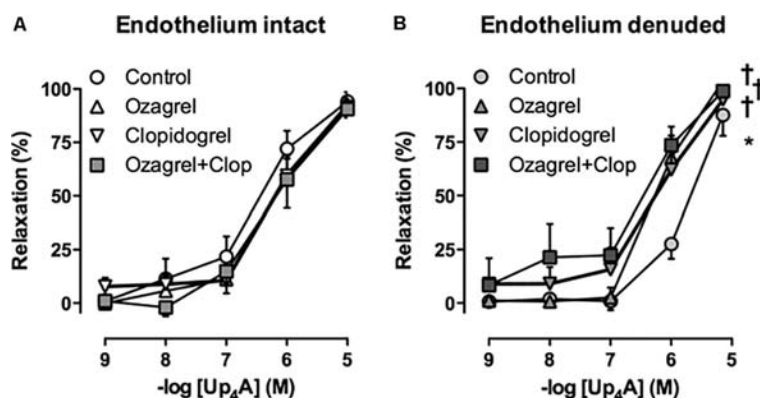 A Endothelium intact
Control
Ozagrel
Clopidogrel
Ozagrel+Clop
Relaxation (%)
100
75
50
25
0
9 8 7 6 5
-log [Up₄A] (M)
B Endothelium denuded
Control
Ozagrel
Clopidogrel
Ozagrel+Clop
Relaxation (%)
100
75
50
25
0
† †
†
*
9 8 7 6 5
-log [Up₄A] (M)